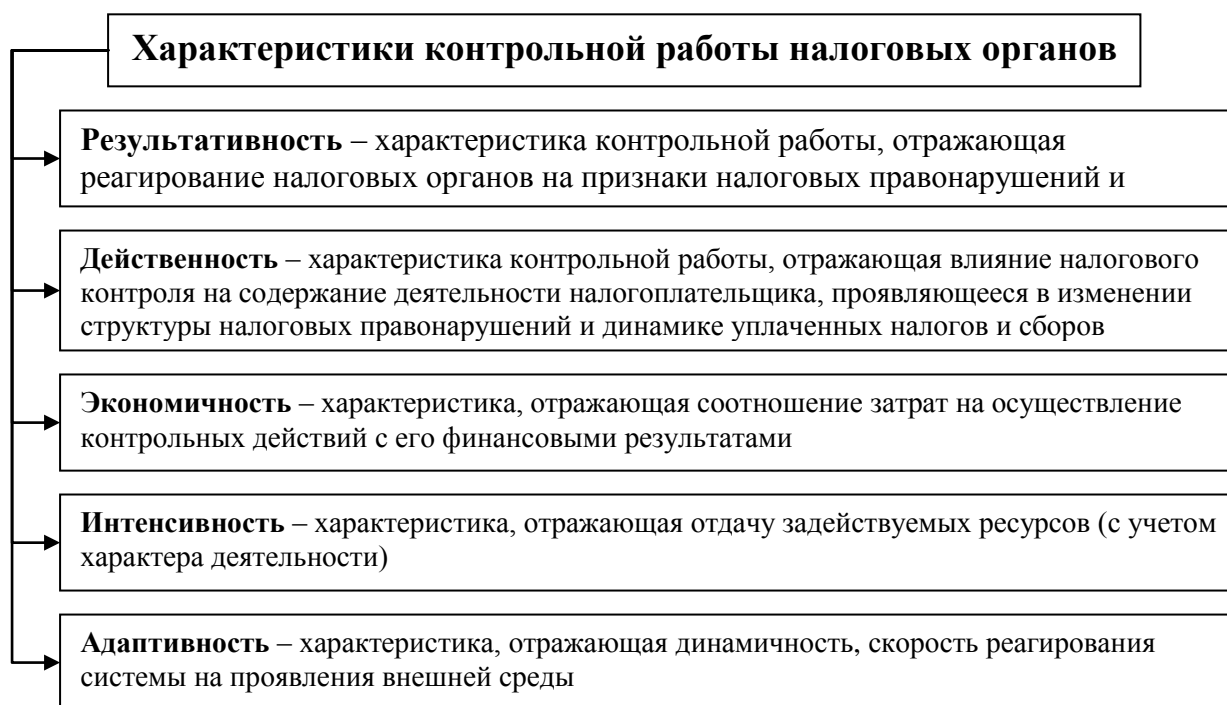 Характеристики контрольной работы налоговых органов
Результативность – характеристика контрольной работы, отражающая
реагирование налоговых органов на признаки налоговых правонарушений и
Действенность – характеристика контрольной работы, отражающая влияние налогового
контроля на содержание деятельности налогоплательщика, проявляющееся в изменении
структуры налоговых правонарушений и динамике уплаченных налогов и сборов
Экономичность – характеристика, отражающая соотношение затрат на осуществление
контрольных действий с его финансовыми результатами
Интенсивность – характеристика, отражающая отдачу задействуемых ресурсов (с учетом
характера деятельности)
Адаптивность – характеристика, отражающая динамичность, скорость реагирования
системы на проявления внешней среды